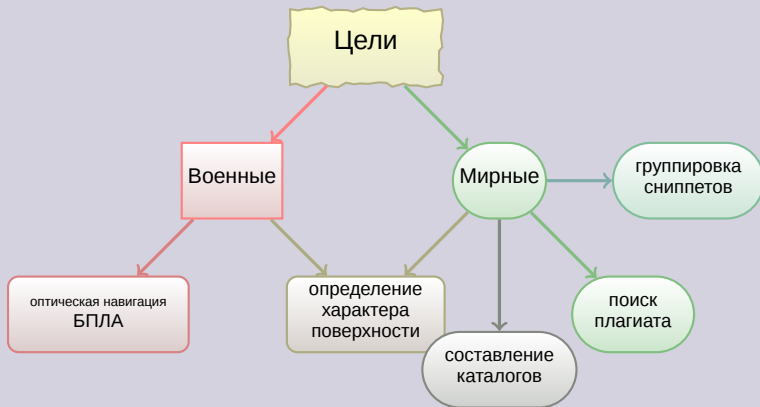 Цели
Военные
Мирные
группировка
сниппетов
оптическая навигация
БПЛА
определение
характера
поверхности
составление
каталогов
поиск
плагиата